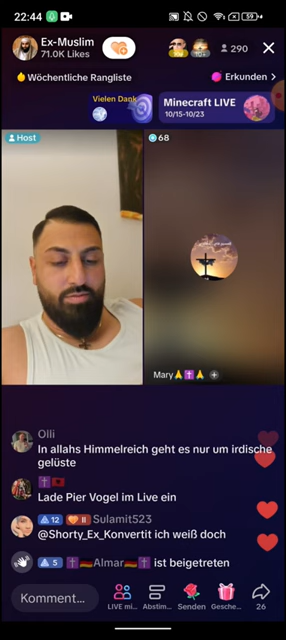 22:44
59
Ex-Muslim
71.0K Likes
290
Wöchentliche Rangliste
Erkunden >
Vielen Dank
Minecraft LIVE
10/15-10/23
Host
68
Mary🙏✝️🙏
Olli
In allahs Himmelreich geht es nur um irdische
gelüste
✝️🇦🇱
Lade Pier Vogel im Live ein
12 II Sulamit523
@Shorty_Ex_Konvertit ich weiß doch
5 ✝️🇩🇪Almar🇩🇪✝️ ist beigetreten
Komment...
LIVE mi...
Abstim...
Senden
Gesche...
26